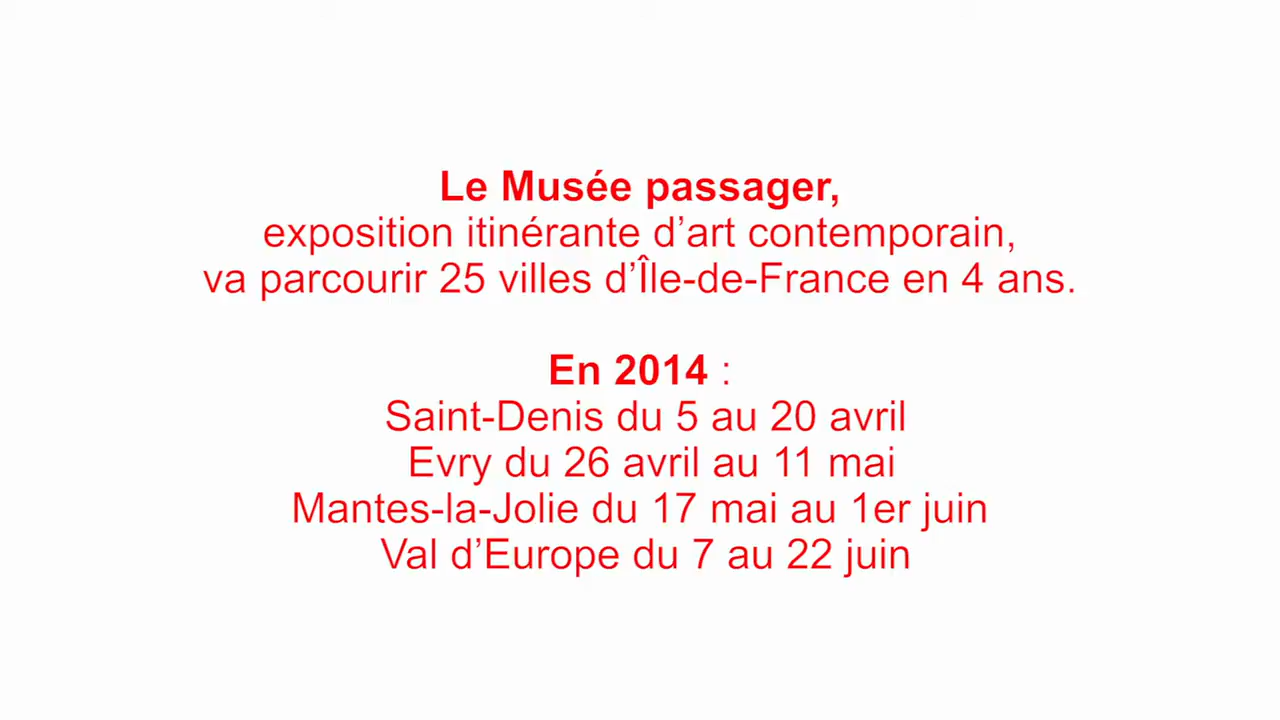 Le Musée passager,
exposition itinérante d’art contemporain,
va parcourir 25 villes d’Île-de-France en 4 ans.
En 2014 :
Saint-Denis du 5 au 20 avril
Evry du 26 avril au 11 mai
Mantes-la-Jolie du 17 mai au 1er juin
Val d’Europe du 7 au 22 juin